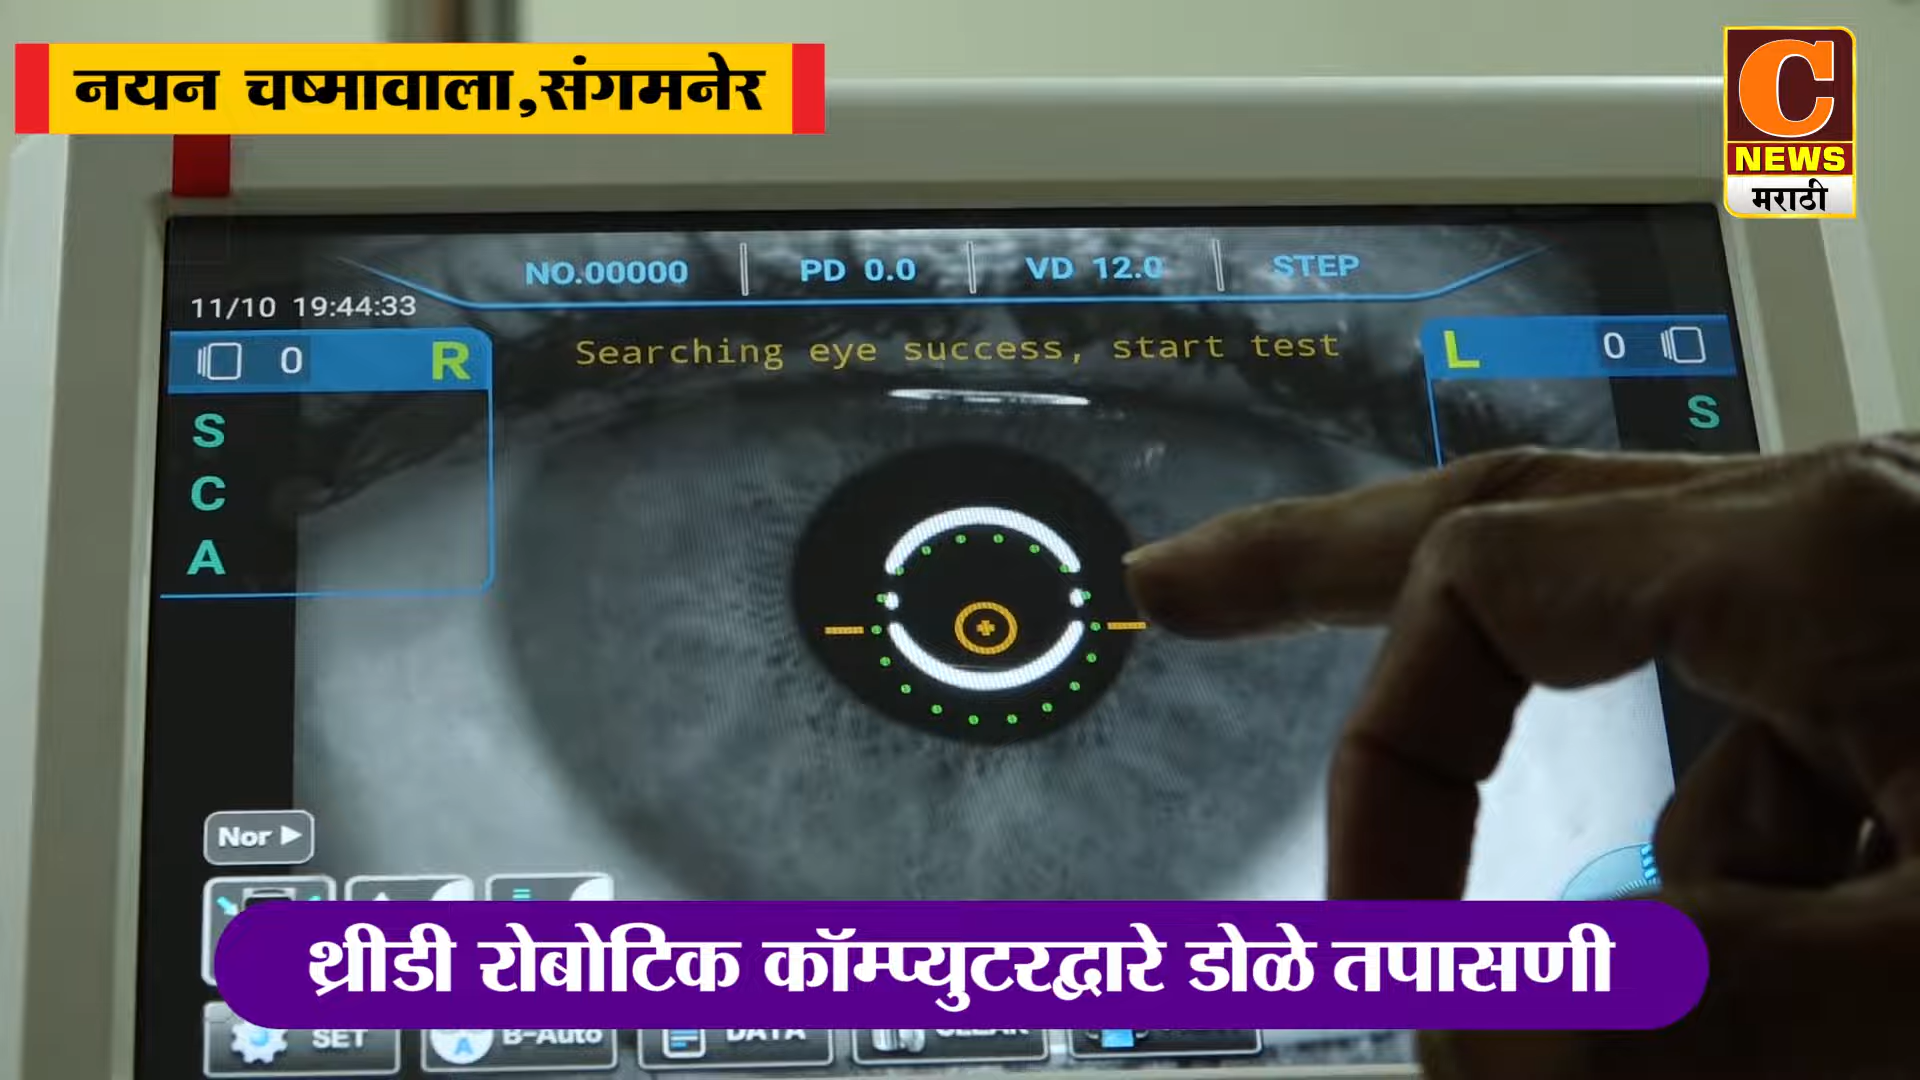 नयन चष्मावाला,संगमनेर
C
NEWS
मराठी
NO.00000 PD 0.0 VD 12.0 STEP
11/10 19:44:33
0 R
Searching eye success, start test
L 0
S
S
C
A
Nor
थ्रीडी रोबोटिक कॉम्प्युटरद्वारे डोळे तपासणी
SET B-Auto DATA CLEAR